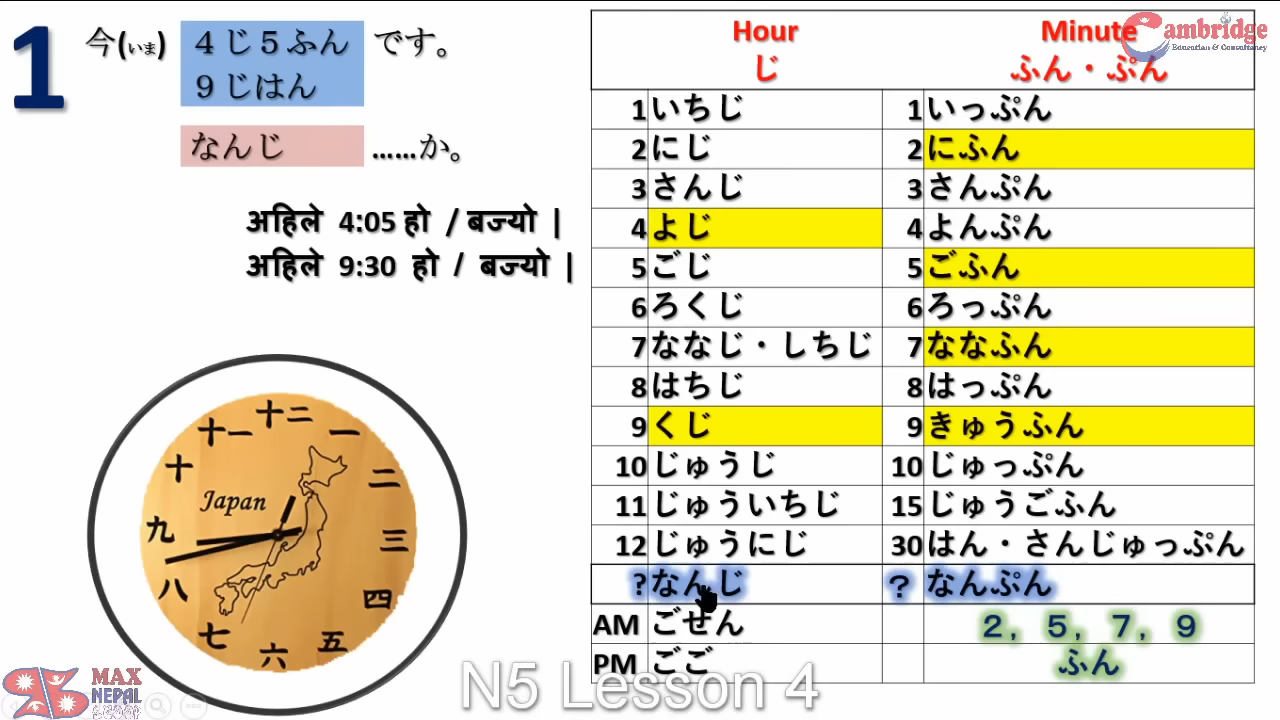 1
今(いま) ４じ５ふん です。
９じはん
なんじ ......か。
अहिले 4:05 हो / बज्यो |
अहिले 9:30 हो / बज्यो |
十二
十一 一
十 二
Japan
九 三
八 四
七 五
六
Hour Minute
じ ふん・ぷん
1 いちじ 1 いっぷん
2 にじ 2 にふん
3 さんじ 3 さんぷん
4 よじ 4 よんぷん
5 ごじ 5 ごふん
6 ろくじ 6 ろっぷん
7 ななじ・しちじ 7 ななふん
8 はちじ 8 はっぷん
9 くじ 9 きゅうふん
10 じゅうじ 10 じゅっぷん
11 じゅういちじ 15 じゅうごふん
12 じゅうにじ 30 はん・さんじゅっぷん
? なんじ ? なんぷん
AM ごぜん ２, ５, ７, ９
PM ごご ふん
Cambridge
Education & Consultancy
MAX
NEPAL
N5 Lesson 4